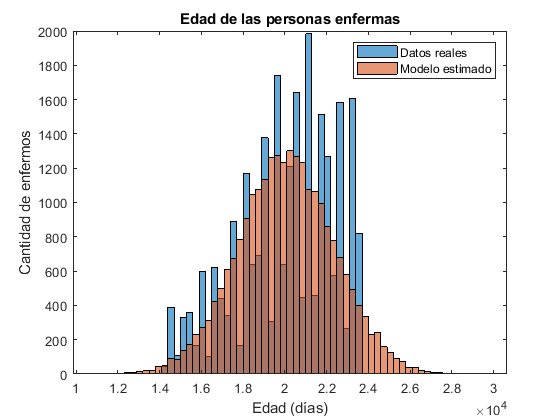 Edad de las personas enfermas
Datos reales
Modelo estimado
Cantidad de enfermos
2000
1800
1600
1400
1200
1000
800
600
400
200
0
1 1.2 1.4 1.6 1.8 2 2.2 2.4 2.6 2.8 3
Edad (días)
×10⁴